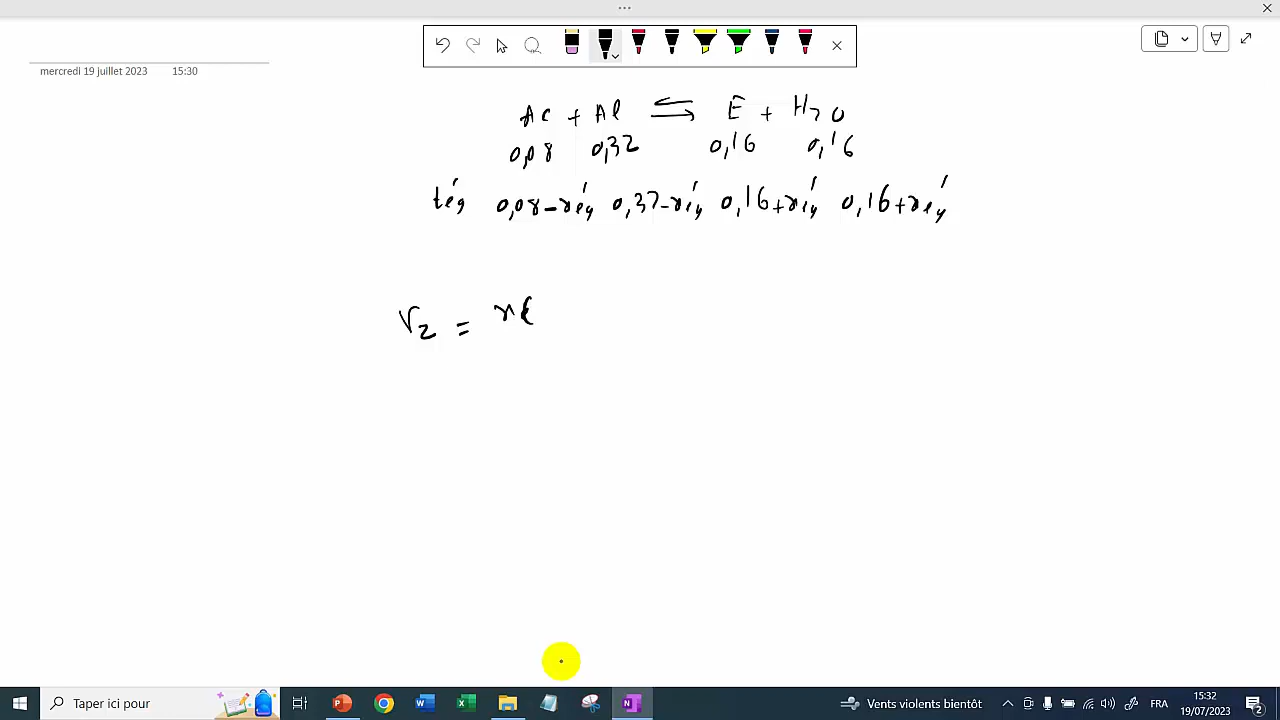 mercredi 19 juillet 2023 15:30
Ac + Al ⇌ E + H2O
0,08 0,32 0,16 0,16
téq 0,08-xéq 0,32-xéq 0,16+xéq 0,16+xéq
τ2 = x
Taper ici pour
Vents violents bientôt
FRA
15:32
19/07/2023